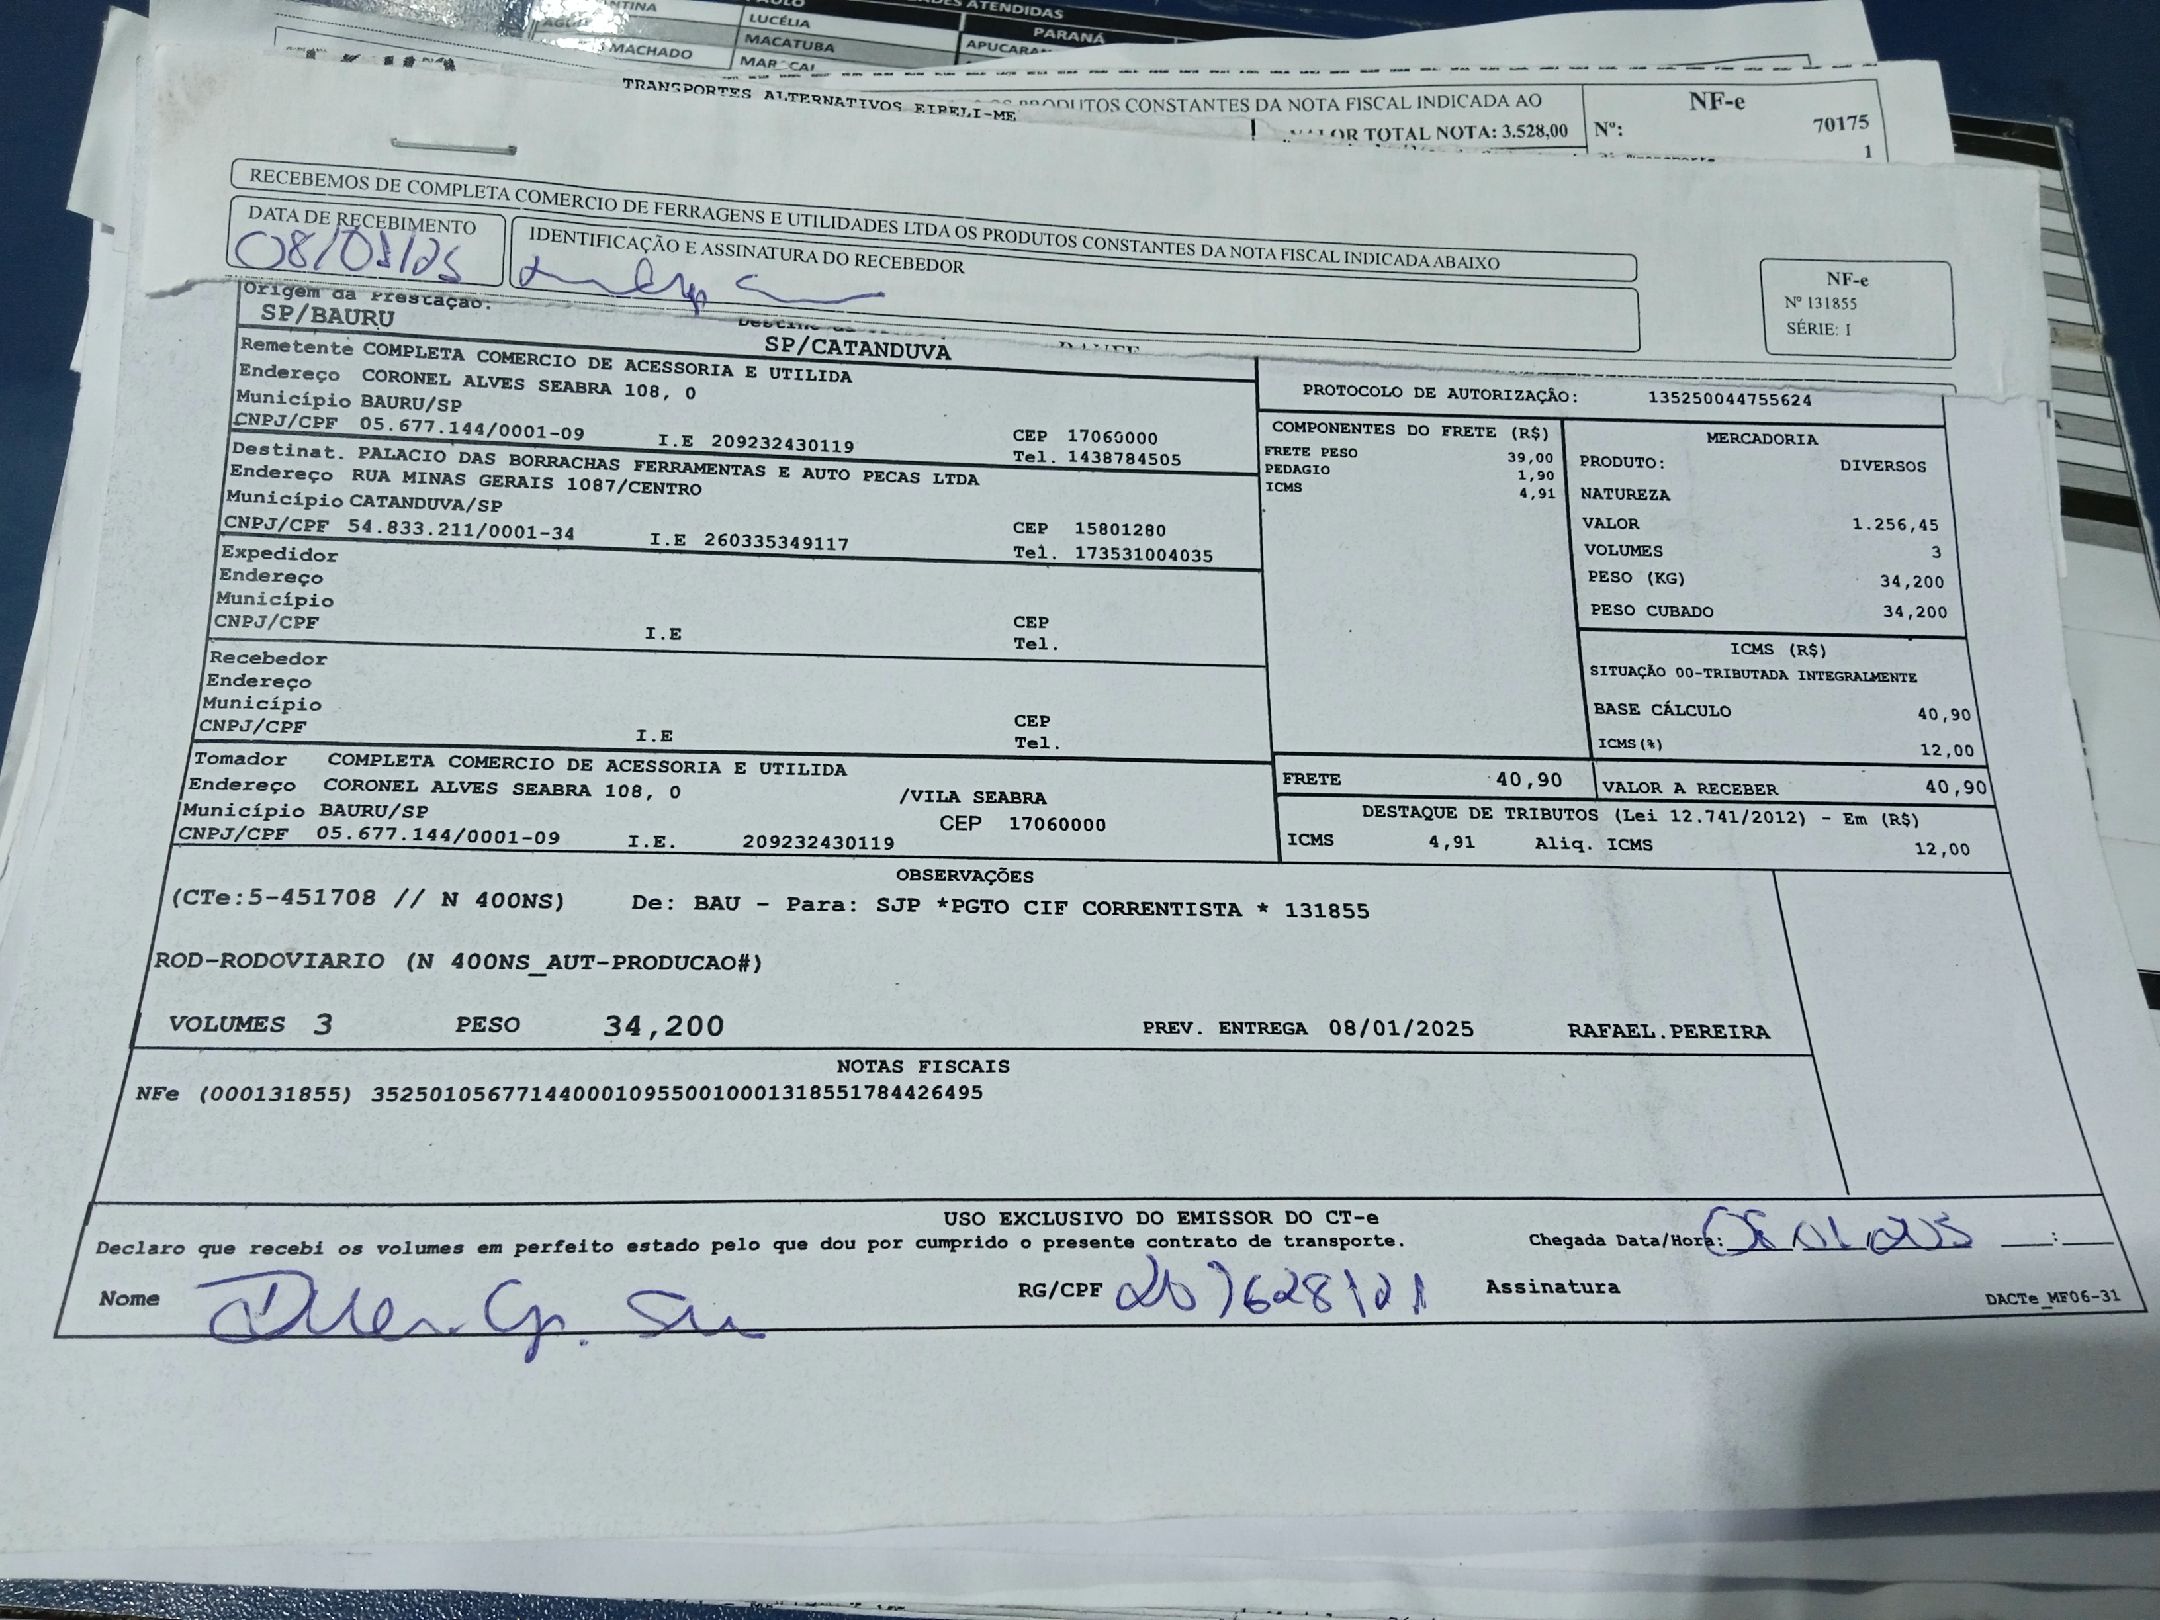 ATENDIDAS
LUCÉLIA
PARANÁ
MACHADO
MACATUBA
TRANSPORTES ALTERNATIVOS EIRELI-ME
PRODUTOS CONSTANTES DA NOTA FISCAL INDICADA AO
VALOR TOTAL NOTA: 3.528,00
NF-e
Nº: 70175
1
RECEBEMOS DE COMPLETA COMERCIO DE FERRAGENS E UTILIDADES LTDA OS PRODUTOS CONSTANTES DA NOTA FISCAL INDICADA ABAIXO
DATA DE RECEBIMENTO
08/01/25
IDENTIFICAÇÃO E ASSINATURA DO RECEBEDOR
NF-e
Nº 131855
SÉRIE: 1
Origem da Prestação:
SP/BAURU
SP/CATANDUVA
Remetente COMPLETA COMERCIO DE ACESSORIA E UTILIDA
Endereço CORONEL ALVES SEABRA 108, 0
Município BAURU/SP
CEP 17060000
CNPJ/CPF 05.677.144/0001-09 I.E 209232430119 Tel. 1438784505
Destinat. PALACIO DAS BORRACHAS FERRAMENTAS E AUTO PECAS LTDA
Endereço RUA MINAS GERAIS 1087/CENTRO
Município CATANDUVA/SP
CEP 15801280
CNPJ/CPF 54.833.211/0001-34 I.E 260335349117 Tel. 173531004035
Expedidor
Endereço
Município
CEP
CNPJ/CPF I.E Tel.
Recebedor
Endereço
Município
CEP
CNPJ/CPF I.E Tel.
Tomador COMPLETA COMERCIO DE ACESSORIA E UTILIDA
Endereço CORONEL ALVES SEABRA 108, 0 /VILA SEABRA
Município BAURU/SP CEP 17060000
CNPJ/CPF 05.677.144/0001-09 I.E. 209232430119
PROTOCOLO DE AUTORIZAÇÃO: 135250044755624
COMPONENTES DO FRETE (R$)
FRETE PESO 39,00
PEDAGIO 1,90
ICMS 4,91
MERCADORIA
PRODUTO: DIVERSOS
NATUREZA
VALOR 1.256,45
VOLUMES 3
PESO (KG) 34,200
PESO CUBADO 34,200
ICMS (R$)
SITUAÇÃO 00-TRIBUTADA INTEGRALMENTE
BASE CÁLCULO 40,90
ICMS(%) 12,00
FRETE 40,90 VALOR A RECEBER 40,90
DESTAQUE DE TRIBUTOS (Lei 12.741/2012) - Em (R$)
ICMS 4,91 Aliq. ICMS 12,00
OBSERVAÇÕES
(CTe:5-451708 // N 400NS) De: BAU - Para: SJP *PGTO CIF CORRENTISTA * 131855
ROD-RODOVIARIO (N 400NS_AUT-PRODUCAO#)
VOLUMES 3 PESO 34,200 PREV. ENTREGA 08/01/2025 RAFAEL.PEREIRA
NOTAS FISCAIS
NFe (000131855) 35250105677144000109550010001318551784426495
USO EXCLUSIVO DO EMISSOR DO CT-e
Declaro que recebi os volumes em perfeito estado pelo que dou por cumprido o presente contrato de transporte. Chegada Data/Hora: __:__
Nome RG/CPF Assinatura
DACTe_MF06-31